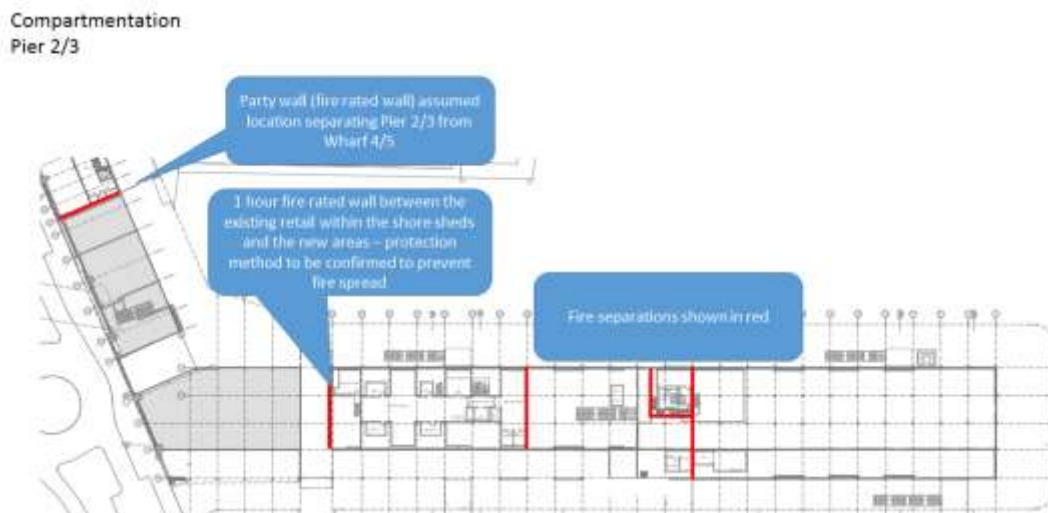 Compartmentation
Pier 2/3
Party wall (fire rated wall) assumed
location separating Pier 2/3 from
Wharf 4/5
1 hour fire rated wall between the
existing retail within the shore sheds
and the new areas – protection
method to be confirmed to prevent
fire spread
Fire separations shown in red